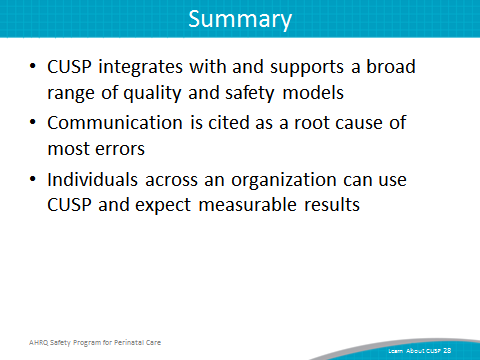 Summary
• CUSP integrates with and supports a broad
range of quality and safety models
• Communication is cited as a root cause of
most errors
• Individuals across an organization can use
CUSP and expect measurable results
AHRQ Safety Program for Perinatal Care
Learn About CUSP 28